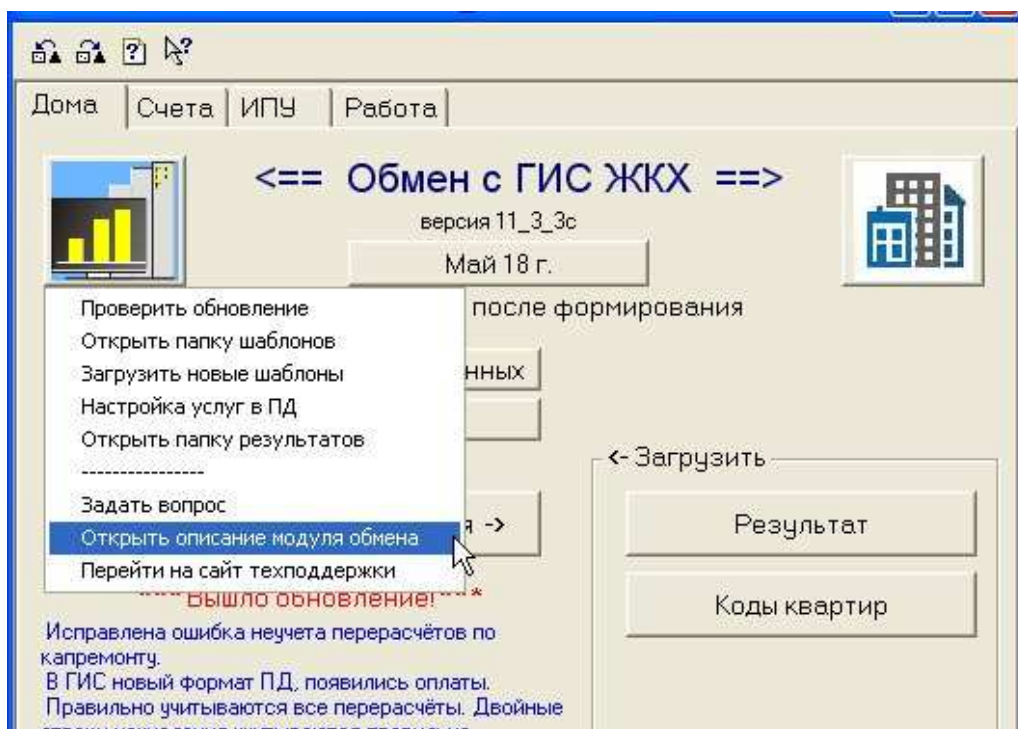 Дома Счета ИПУ Работа
<== Обмен с ГИС ЖКХ ==>
версия 11_3_3с
Май 18 г.
после формирования
Проверить обновление
Открыть папку шаблонов
Загрузить новые шаблоны
Настройка услуг в ПД
Открыть папку результатов
----------------
Задать вопрос
Открыть описание модуля обмена
Перейти на сайт техподдержки
нных
я ->
<- Загрузить
Результат
Коды квартир
***Вышло обновление!***
Исправлена ошибка неучета перерасчётов по
капремонту.
В ГИС новый формат ПД, появились оплаты.
Правильно учитываются все перерасчёты. Двойные